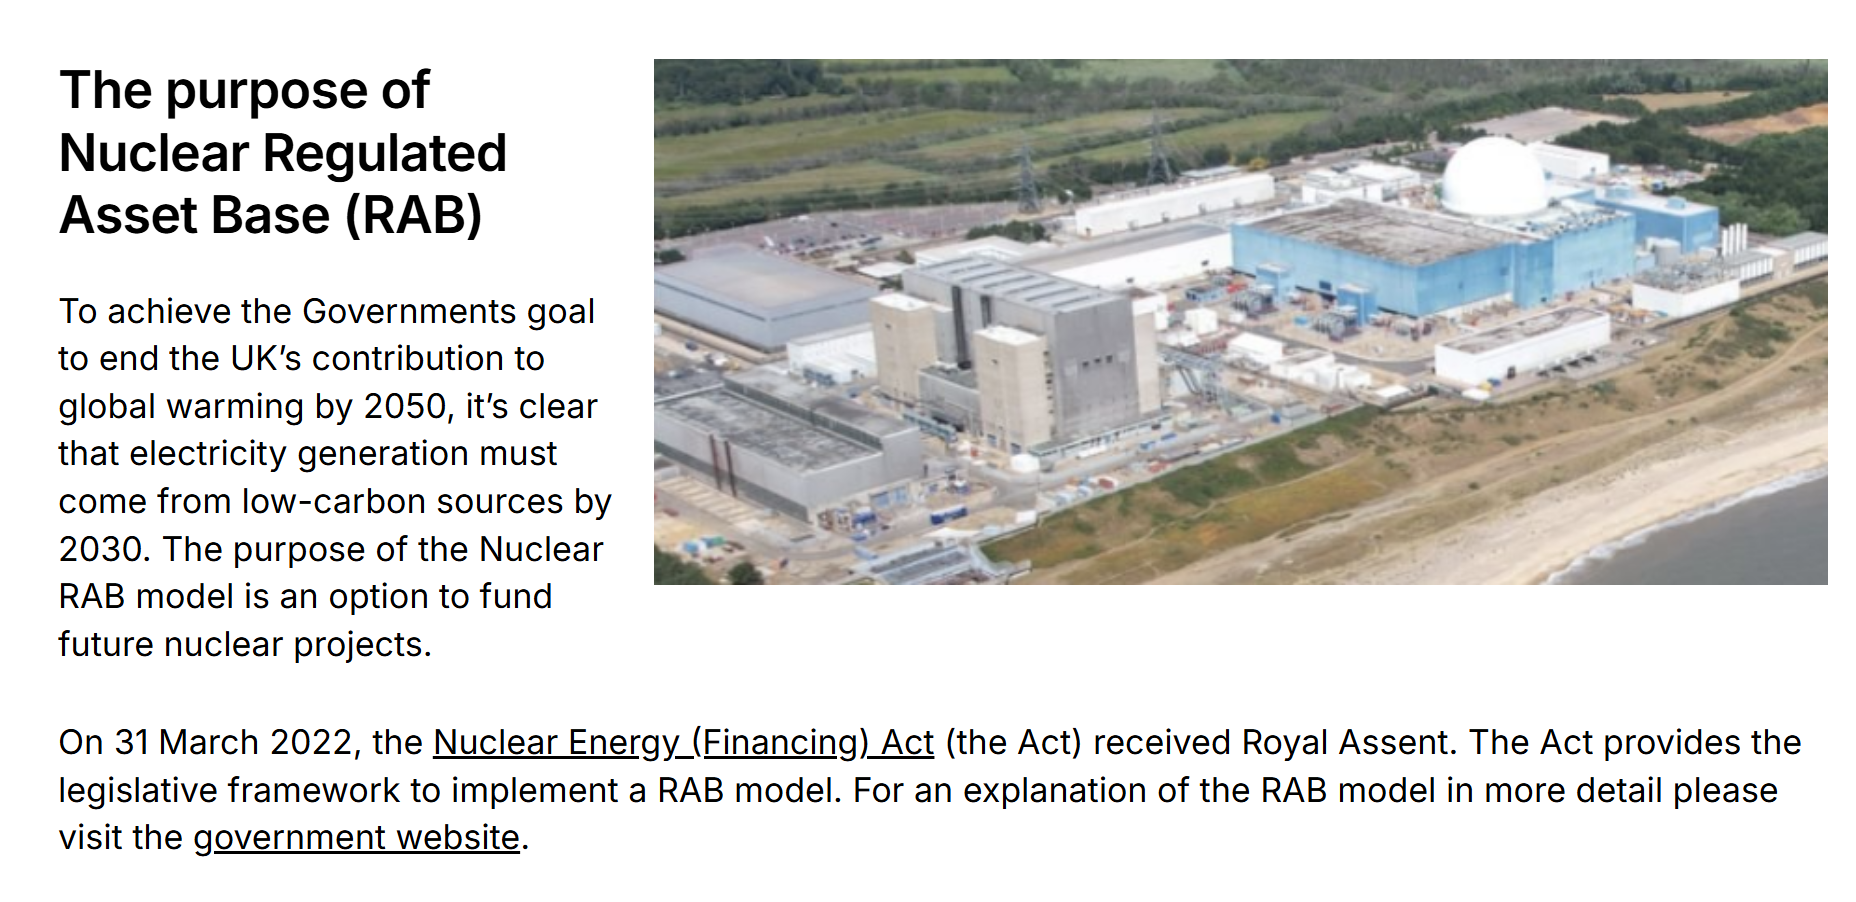 The purpose of
Nuclear Regulated
Asset Base (RAB)
To achieve the Governments goal
to end the UK’s contribution to
global warming by 2050, it’s clear
that electricity generation must
come from low-carbon sources by
2030. The purpose of the Nuclear
RAB model is an option to fund
future nuclear projects.
On 31 March 2022, the Nuclear Energy (Financing) Act (the Act) received Royal Assent. The Act provides the
legislative framework to implement a RAB model. For an explanation of the RAB model in more detail please
visit the government website.